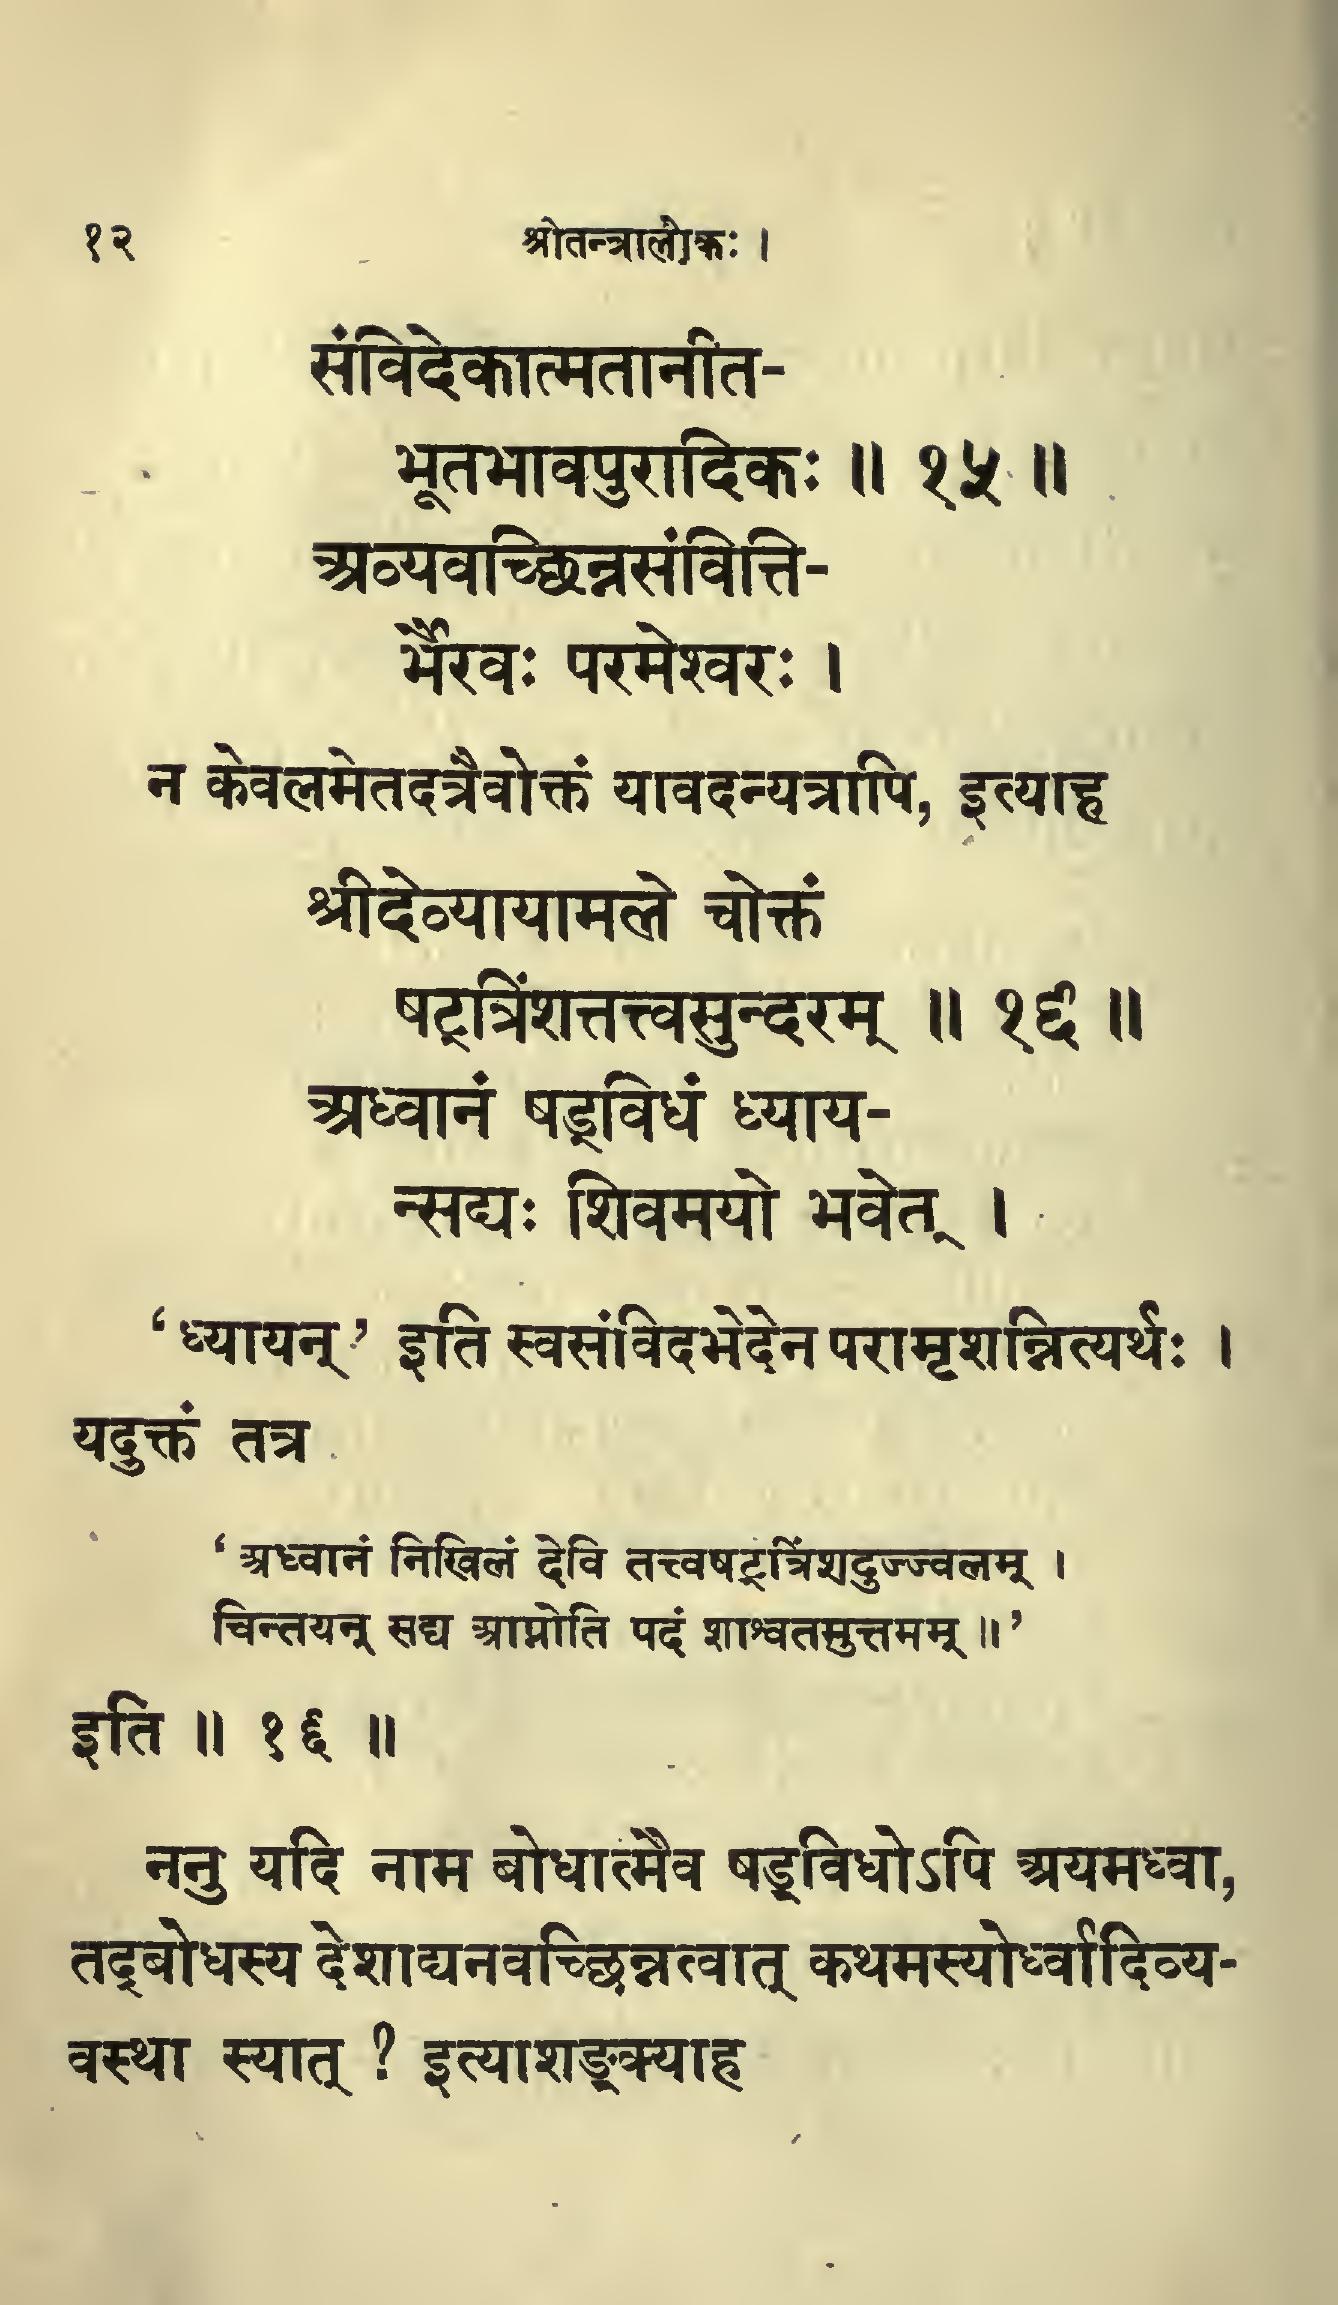 १२ श्रीतन्त्रालोकः ।
संविदेकात्मतानीत-
भूतभावपुरादिकः ॥ १५ ॥
अव्यवच्छिन्नसंवित्ति-
र्भैरवः परमेश्वरः ।
न केवलमेतदत्रैवोक्तं यावदन्यत्रापि, इत्याह
श्रीदेव्यायामले चोक्तं
षट्त्रिंशत्तत्त्वसुन्दरम् ॥ १६ ॥
अध्वानं षड्विधं ध्याय-
न्सद्यः शिवमयो भवेत् ।
‘ध्यायन्’ इति स्वसंविदभेदेन परामृशन्नित्यर्थः ।
यदुक्तं तत्र
‘अध्वानं निखिलं देवि तत्त्वषट्त्रिंशदुज्ज्वलम् ।
चिन्तयन् सद्य आप्नोति पदं शाश्वतमुत्तमम् ॥’
इति ॥ १६ ॥
ननु यदि नाम बोधात्मैव षड्विधोऽपि अयमध्वा,
तद्बोधस्य देशाद्यनवच्छिन्नत्वात् कथमस्योर्ध्वादिव्य-
वस्था स्यात् ? इत्याशङ्क्याह